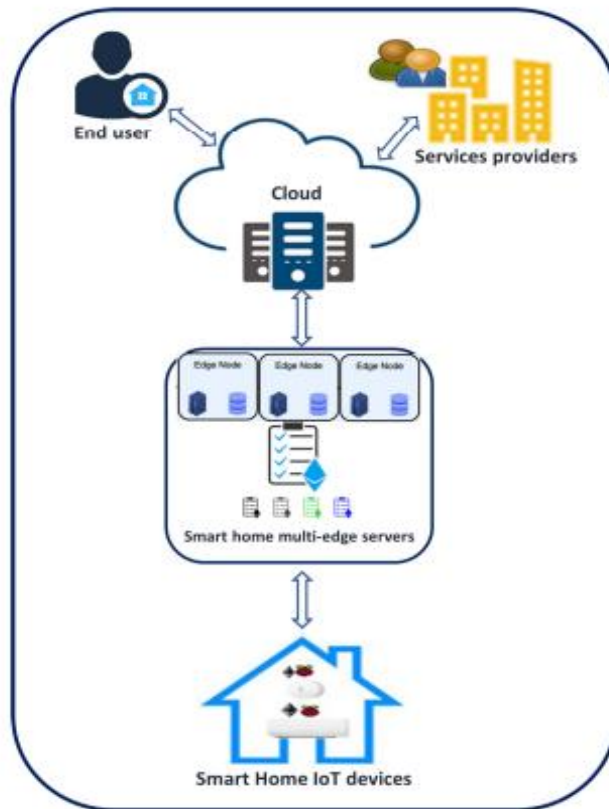 End user
Services providers
Cloud
Edge Node
Edge Node
Edge Node
Smart home multi-edge servers
Smart Home IoT devices